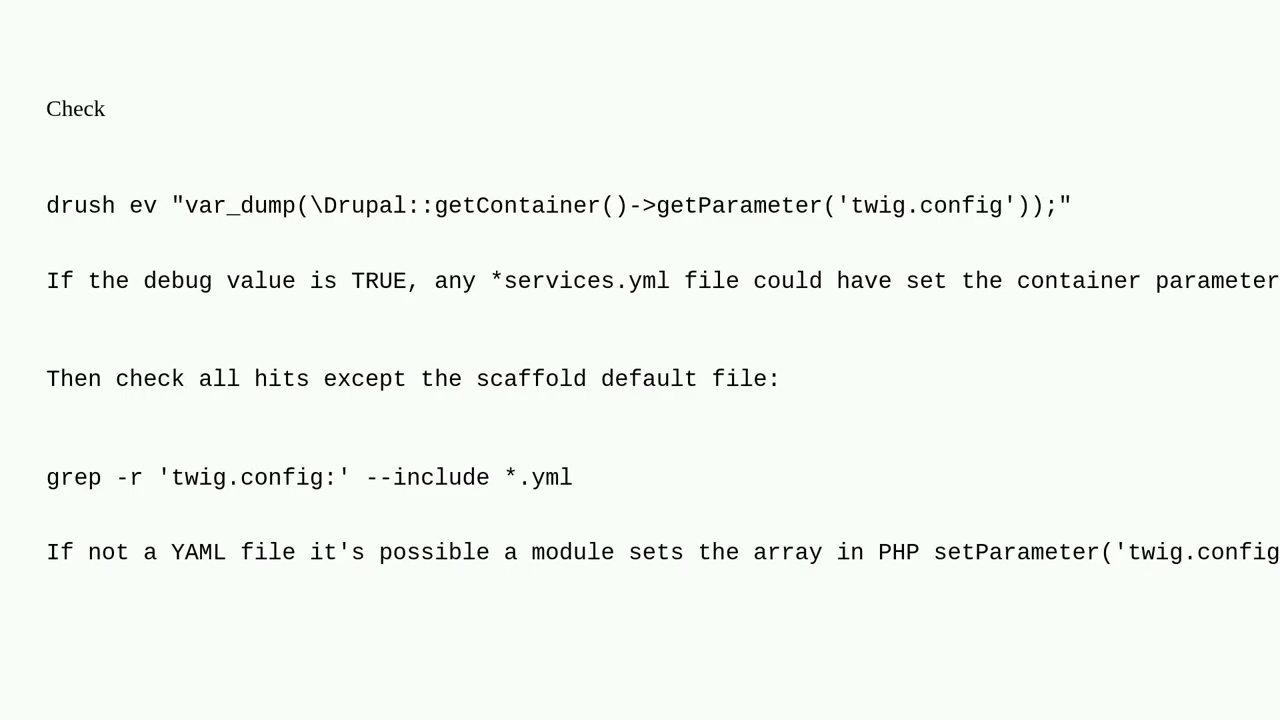 Check
drush ev "var_dump(\Drupal::getContainer()->getParameter('twig.config'));"
If the debug value is TRUE, any *services.yml file could have set the container parameter
Then check all hits except the scaffold default file:
grep -r 'twig.config:' --include *.yml
If not a YAML file it's possible a module sets the array in PHP setParameter('twig.config